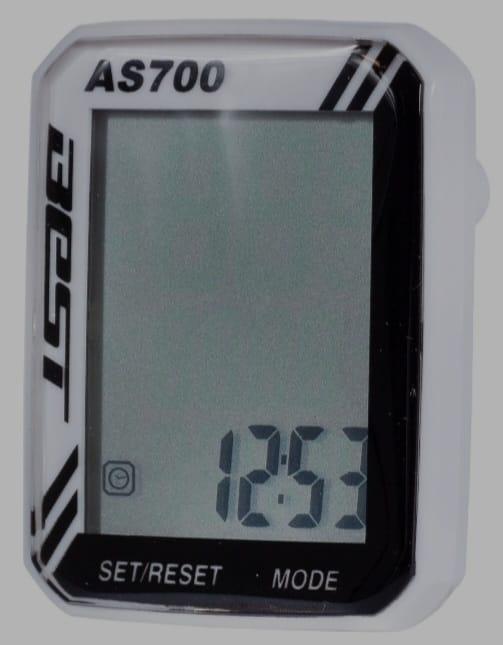 AS700
BEST
12:53
SET/RESET MODE